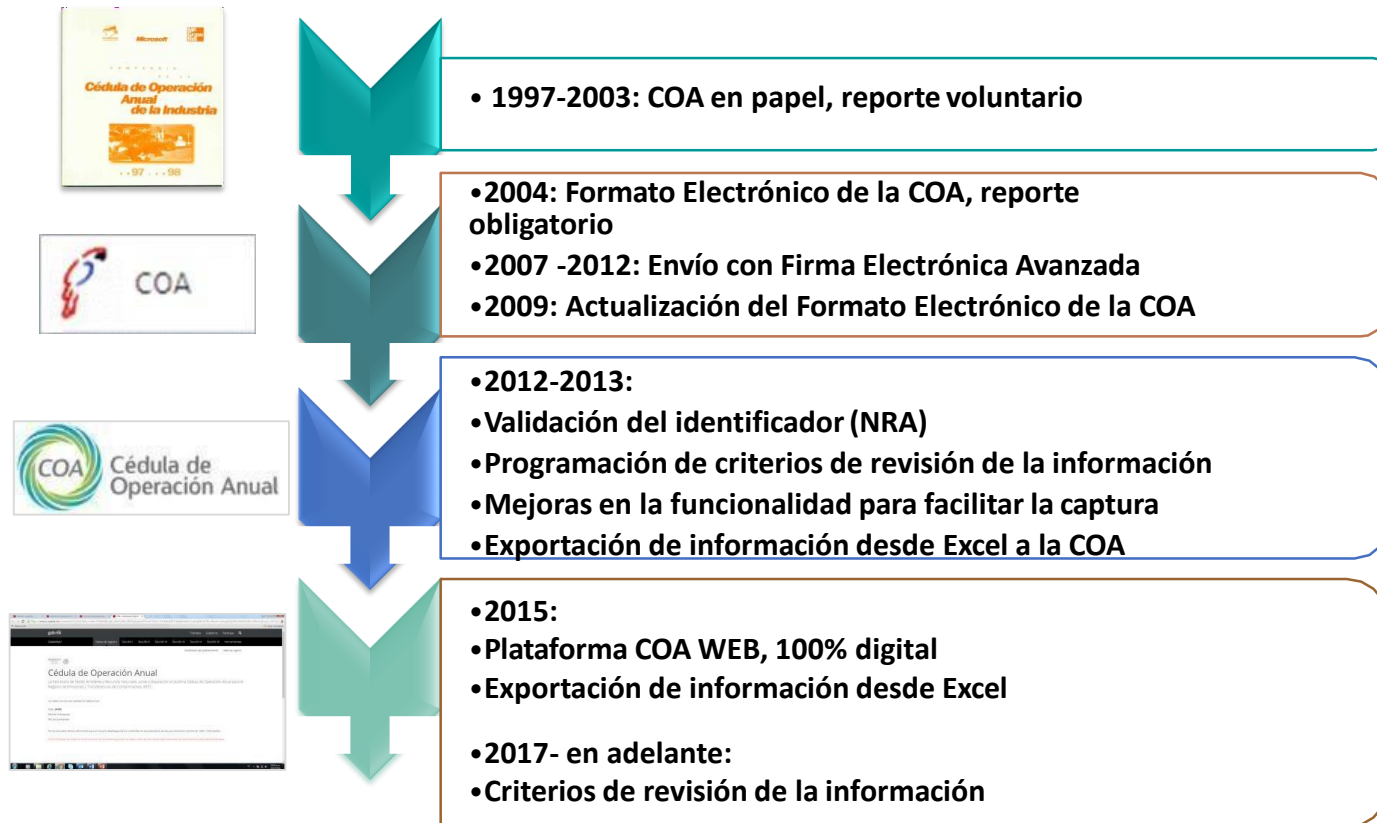 Microsoft
COMPENDIO
DE LA
Cédula de Operación
Anual
de la Industria
..97...98
• 1997-2003: COA en papel, reporte voluntario
COA
•2004: Formato Electrónico de la COA, reporte
obligatorio
•2007 -2012: Envío con Firma Electrónica Avanzada
•2009: Actualización del Formato Electrónico de la COA
COA
Cédula de
Operación Anual
•2012-2013:
•Validación del identificador (NRA)
•Programación de criterios de revisión de la información
•Mejoras en la funcionalidad para facilitar la captura
•Exportación de información desde Excel a la COA
Cédula de Operación Anual
•2015:
•Plataforma COA WEB, 100% digital
•Exportación de información desde Excel
•2017- en adelante:
•Criterios de revisión de la información